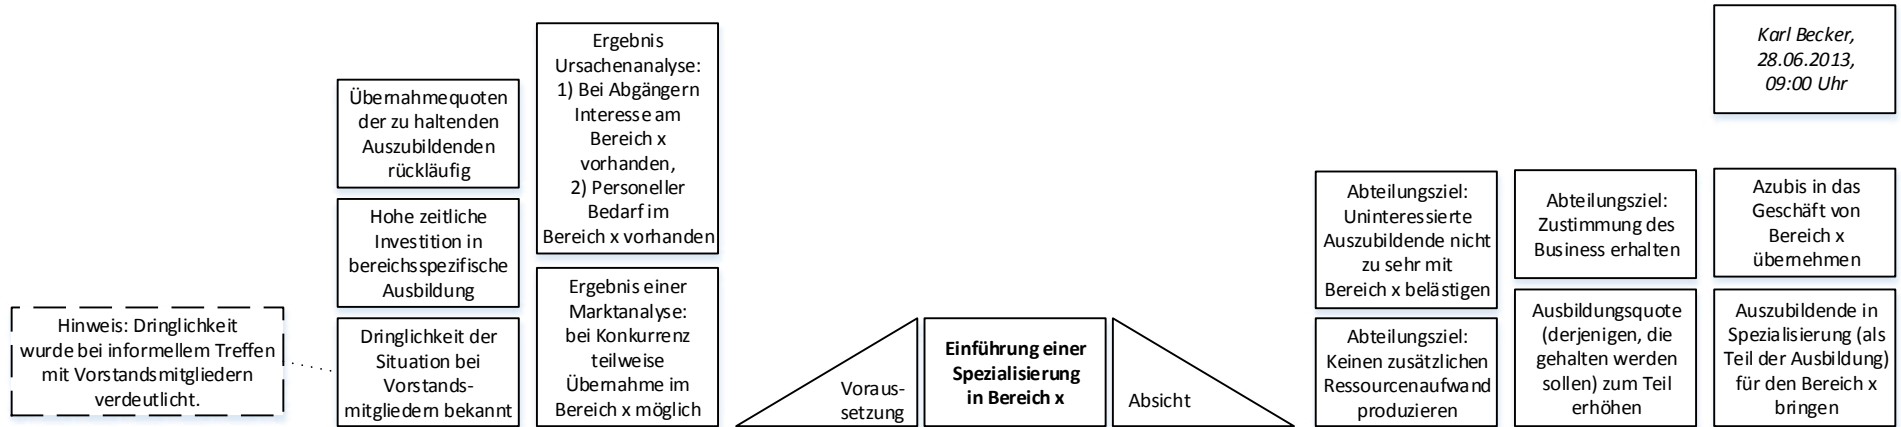 Hinweis: Dringlichkeit
wurde bei informellem Treffen
mit Vorstandsmitgliedern
verdeutlicht.
Übernahmequoten
der zu haltenden
Auszubildenden
rückläufig
Hohe zeitliche
Investition in
bereichsspezifische
Ausbildung
Dringlichkeit der
Situation bei
Vorstands-
mitgliedern bekannt
Ergebnis
Ursachenanalyse:
1) Bei Abgängern
Interesse am
Bereich x
vorhanden,
2) Personeller
Bedarf im
Bereich x vorhanden
Ergebnis einer
Marktanalyse:
bei Konkurrenz
teilweise
Übernahme im
Bereich x möglich
Voraus-
setzung
Einführung einer
Spezialisierung
in Bereich x
Absicht
Abteilungsziel:
Uninteressierte
Auszubildende nicht
zu sehr mit
Bereich x belästigen
Abteilungsziel:
Keinen zusätzlichen
Ressourcenaufwand
produzieren
Abteilungsziel:
Zustimmung des
Business erhalten
Ausbildungsquote
(derjenigen, die
gehalten werden
sollen) zum Teil
erhöhen
Karl Becker,
28.06.2013,
09:00 Uhr
Azubis in das
Geschäft von
Bereich x
übernehmen
Auszubildende in
Spezialisierung (als
Teil der Ausbildung)
für den Bereich x
bringen